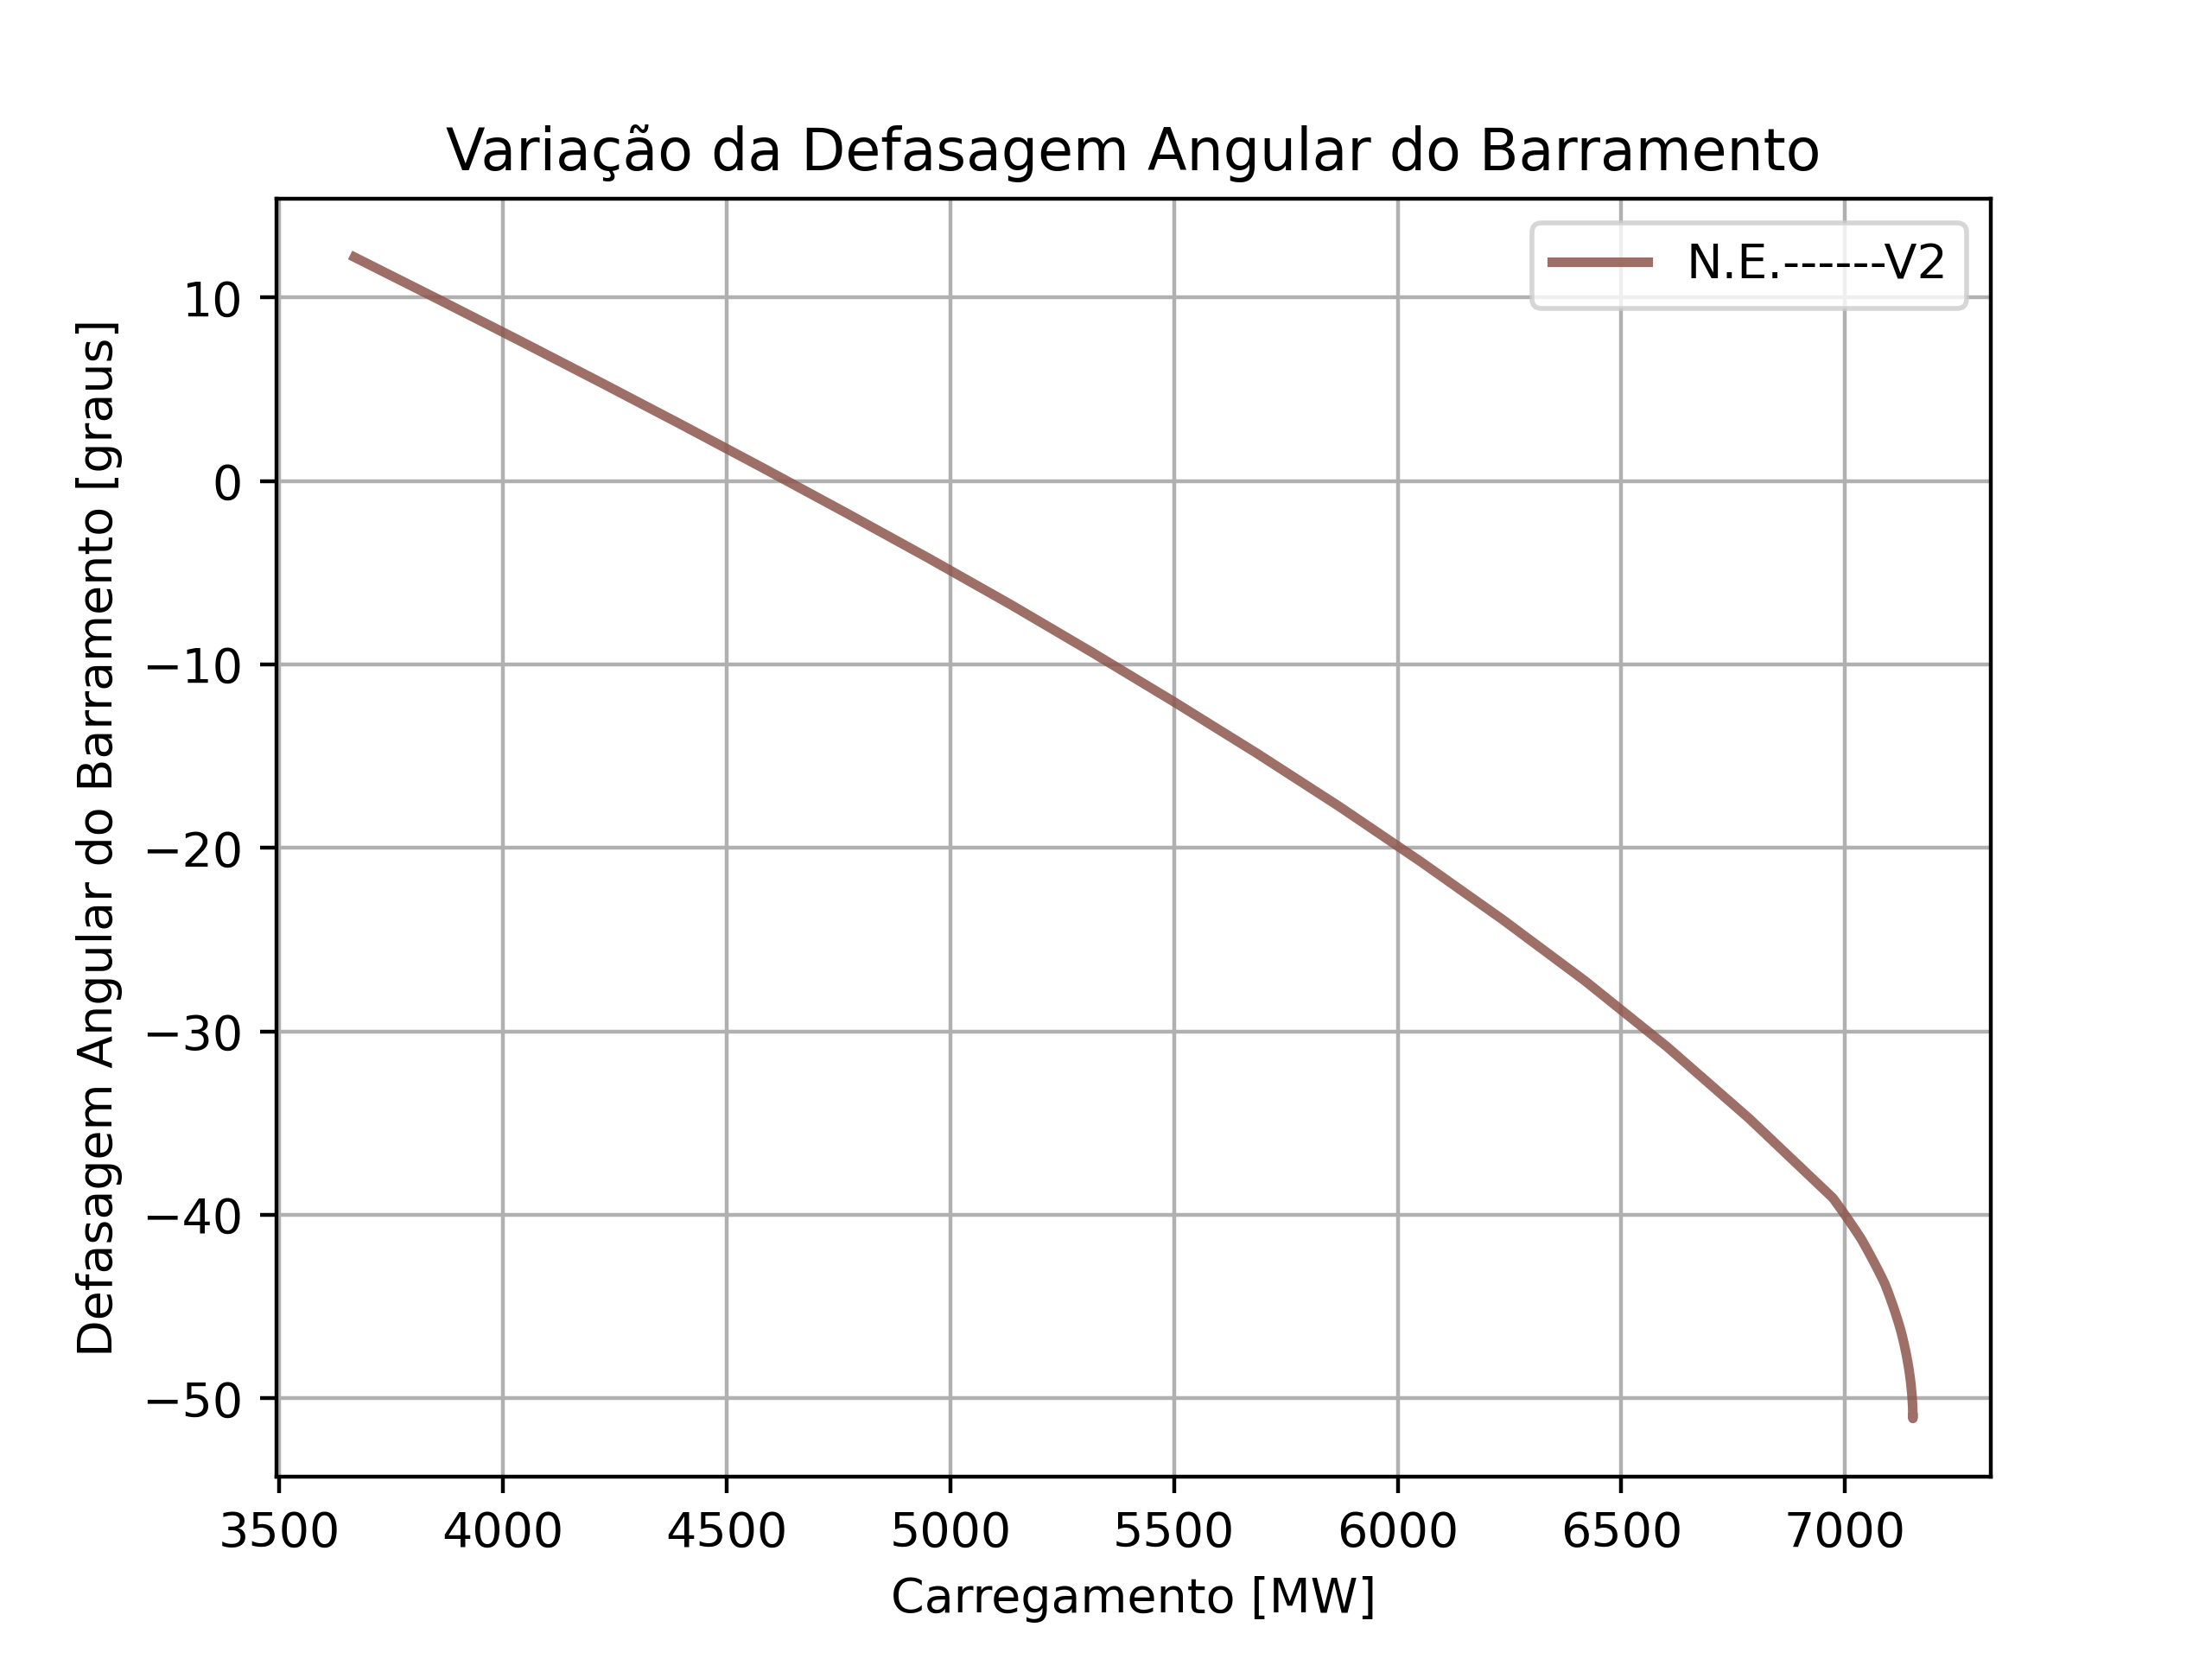 Variação da Defasagem Angular do Barramento
N.E.------V2
Defasagem Angular do Barramento [graus]
10
0
−10
−20
−30
−40
−50
3500 4000 4500 5000 5500 6000 6500 7000
Carregamento [MW]